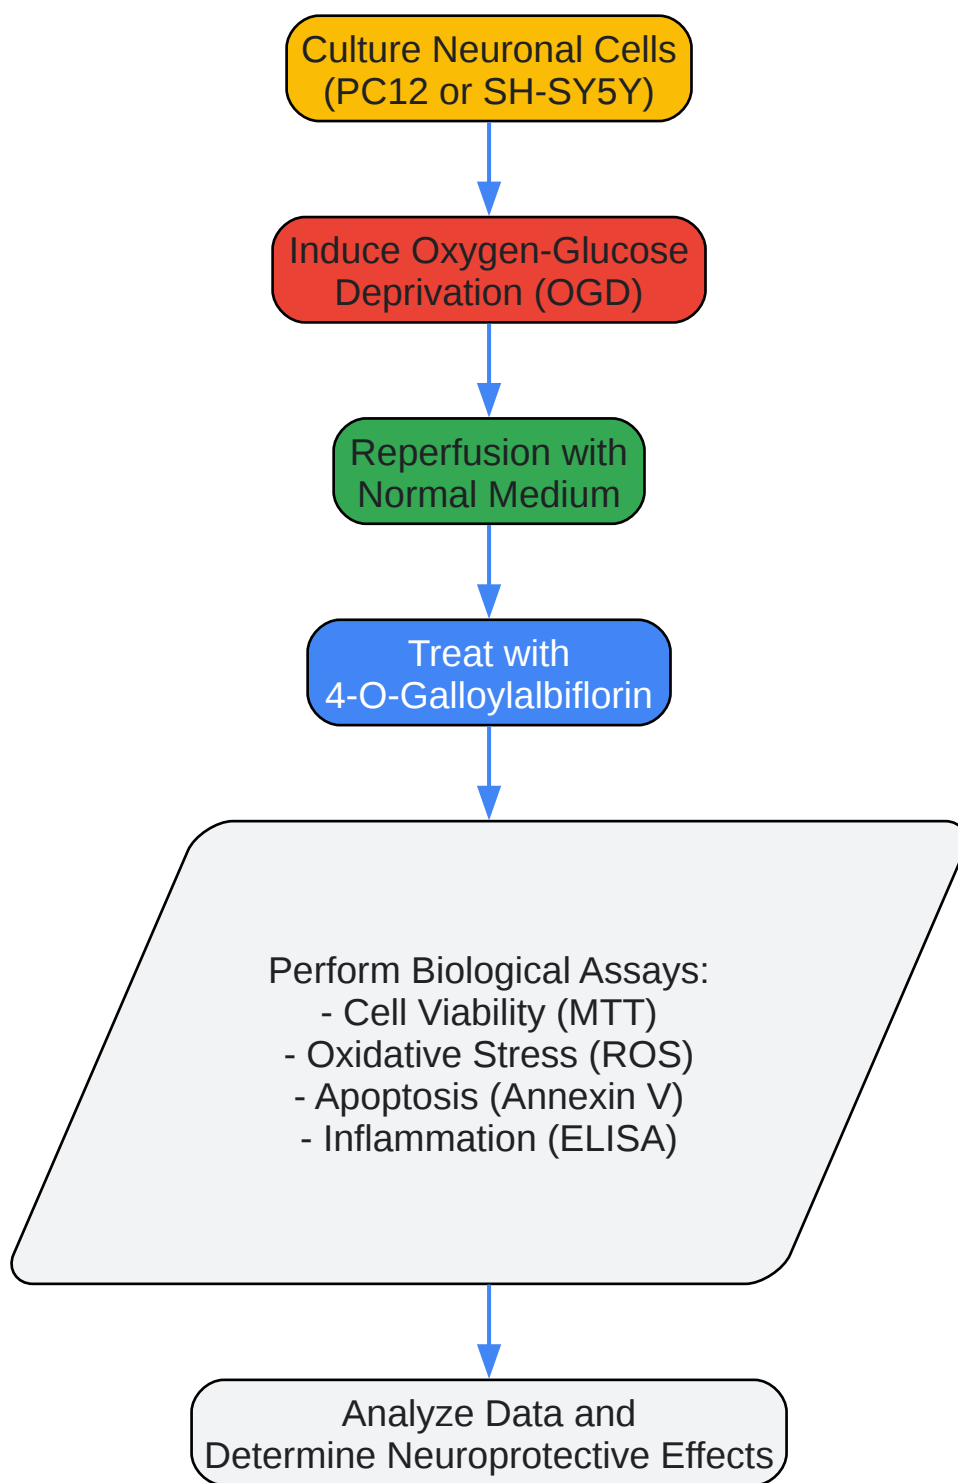 Culture Neuronal Cells
(PC12 or SH-SY5Y)
Induce Oxygen-Glucose
Deprivation (OGD)
Reperfusion with
Normal Medium
Treat with
4-O-Galloylalbiflorin
Perform Biological Assays:
- Cell Viability (MTT)
- Oxidative Stress (ROS)
- Apoptosis (Annexin V)
- Inflammation (ELISA)
Analyze Data and
Determine Neuroprotective Effects